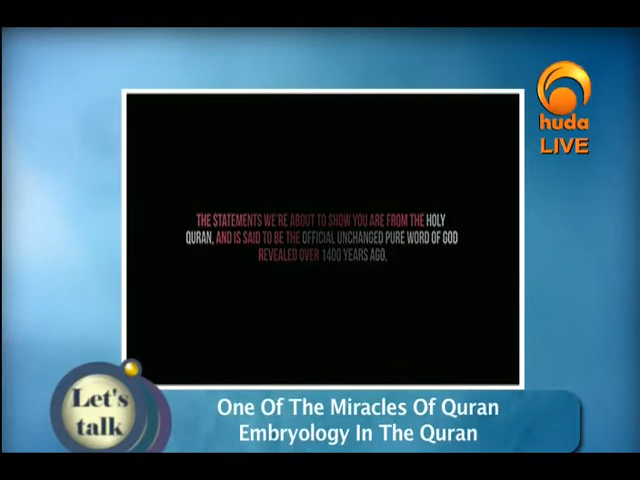 huda
LIVE
THE STATEMENTS WE'RE ABOUT TO SHOW YOU ARE FROM THE HOLY
QURAN, AND IS SAID TO BE THE OFFICIAL UNCHANGED PURE WORD OF GOD
REVEALED OVER 1400 YEARS AGO.
Let's
talk
One Of The Miracles Of Quran
Embryology In The Quran